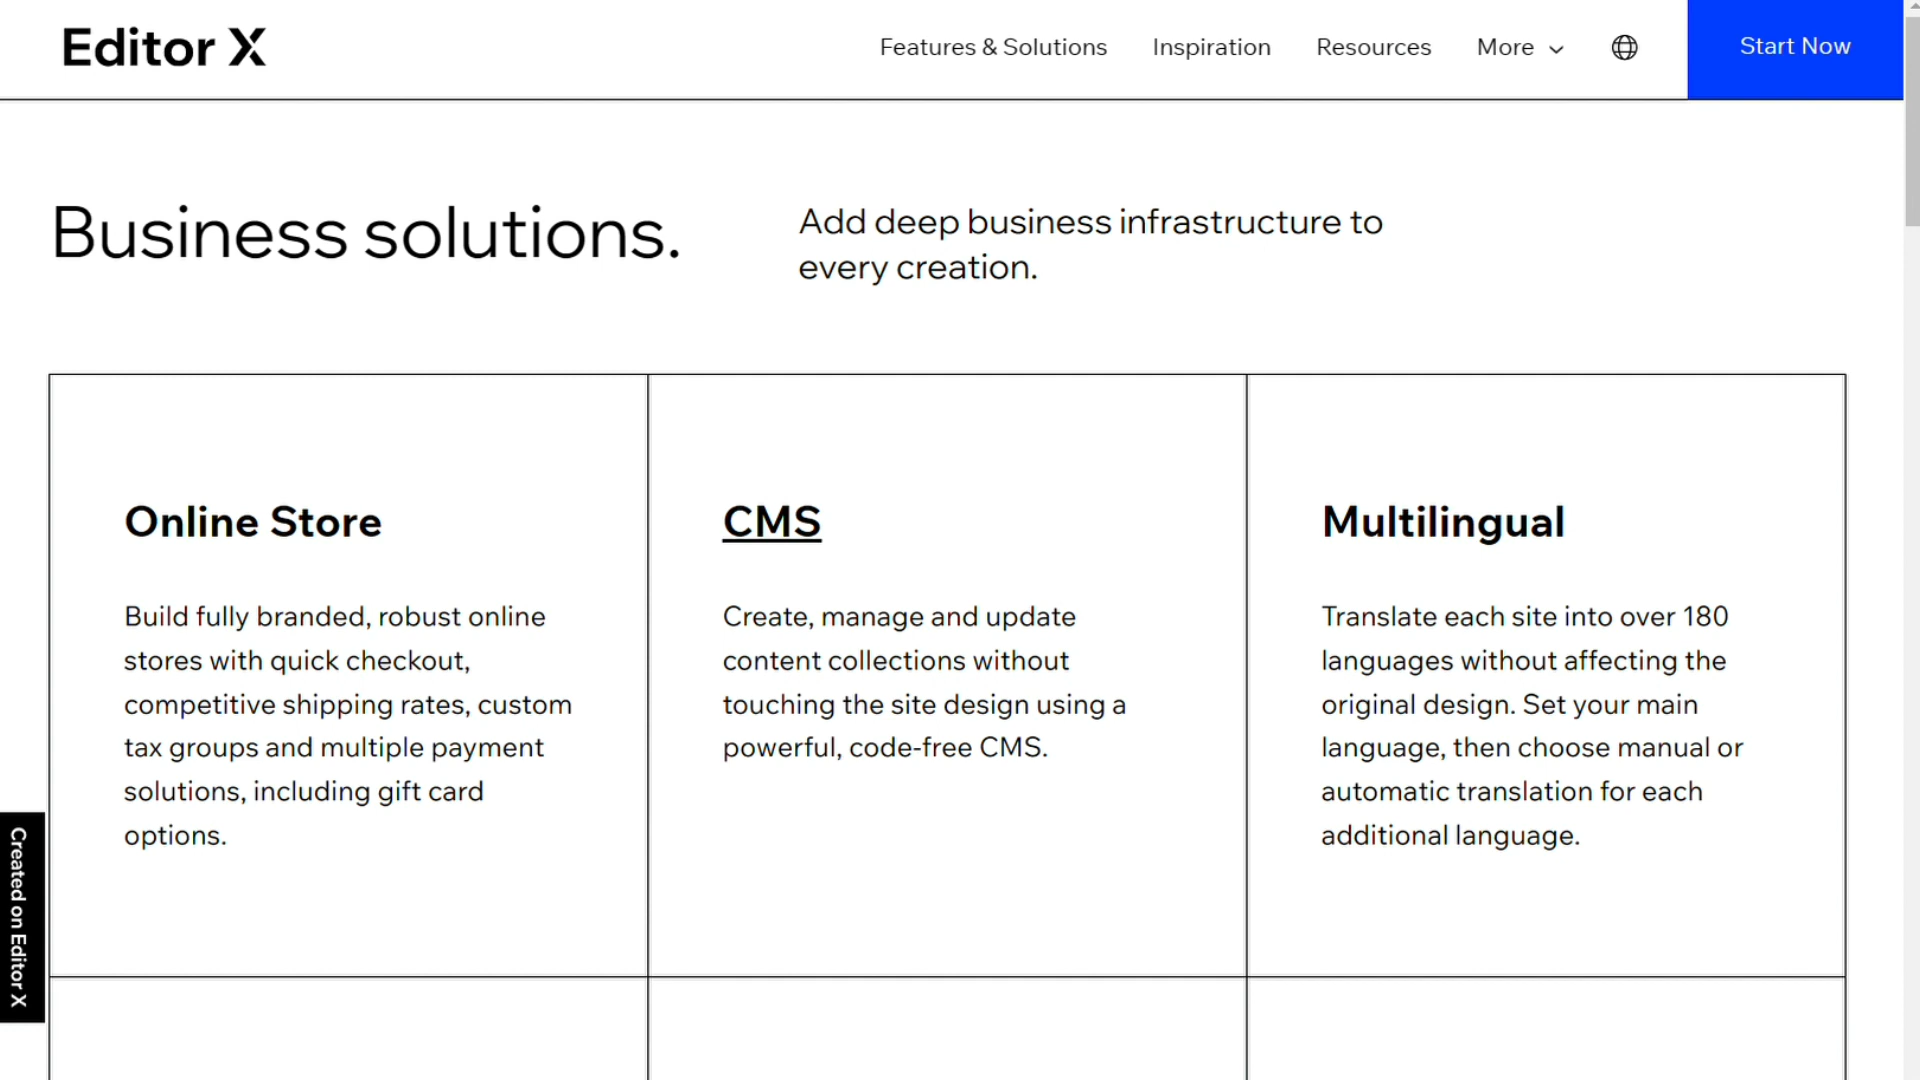 Editor X
Features & Solutions
Inspiration
Resources
More
Start Now
Business solutions.
Add deep business infrastructure to
every creation.
Online Store
Build fully branded, robust online
stores with quick checkout,
competitive shipping rates, custom
tax groups and multiple payment
solutions, including gift card
options.
CMS
Create, manage and update
content collections without
touching the site design using a
powerful, code-free CMS.
Multilingual
Translate each site into over 180
languages without affecting the
original design. Set your main
language, then choose manual or
automatic translation for each
additional language.
Created on Editor X